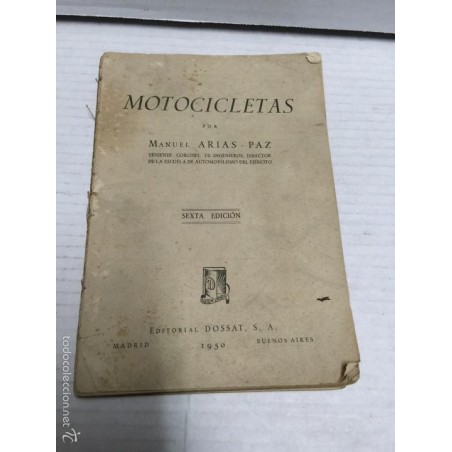 MOTOCICLETAS
POR
MANUEL ARIAS-PAZ
TENIENTE CORONEL DE INGENIEROS, DIRECTOR
DE LA ESCUELA DE AUTOMOVILISMO DEL EJÉRCITO
SEXTA EDICIÓN
EDITORIAL DOSSAT, S. A.
MADRID 1950 BUENOS AIRES
todocoleccion.net